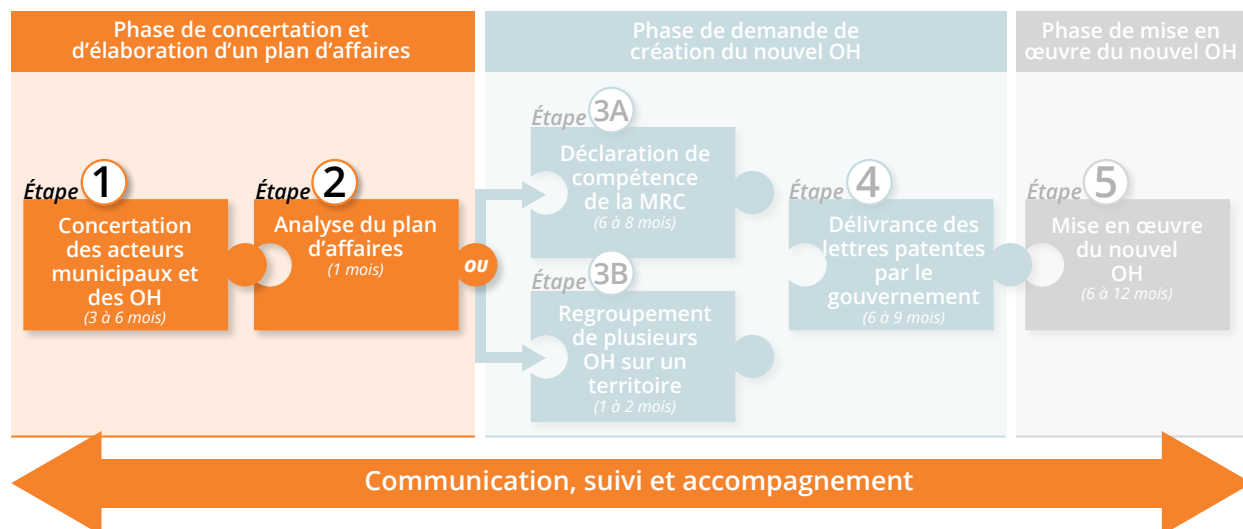 Phase de concertation et
d'élaboration d'un plan d'affaires
Étape 1
Concertation
des acteurs
municipaux et
des OH
(3 à 6 mois)
Étape 2
Analyse du plan
d'affaires
(1 mois)
OU
Phase de demande de
création du nouvel OH
Étape 3A
Déclaration de
compétence
de la MRC
(6 à 8 mois)
Étape 3B
Regroupement
de plusieurs
OH sur un
territoire
(1 à 2 mois)
Étape 4
Délivrance des
lettres patentes
par le
gouvernement
(6 à 9 mois)
Phase de mise en
œuvre du nouvel OH
Étape 5
Mise en œuvre
du nouvel
OH
(6 à 12 mois)
Communication, suivi et accompagnement